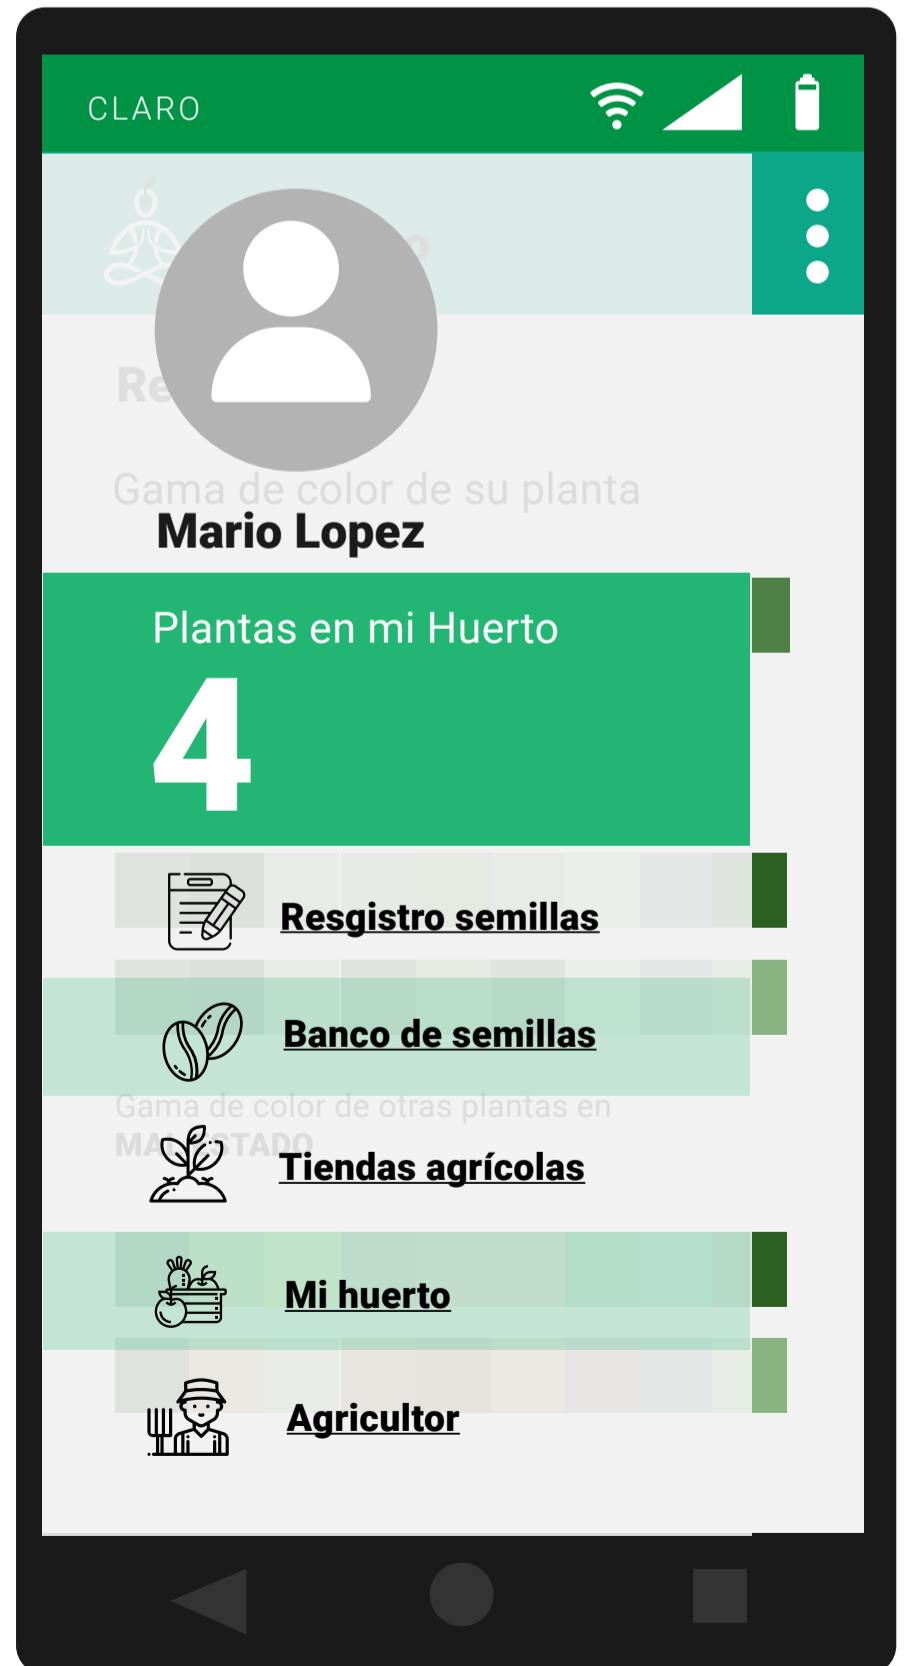 CLARO
Gama de color de su planta
Mario Lopez
Plantas en mi Huerto
4
Resgistro semillas
Banco de semillas
Gama de color de otras plantas en
Tiendas agrícolas
Mi huerto
Agricultor